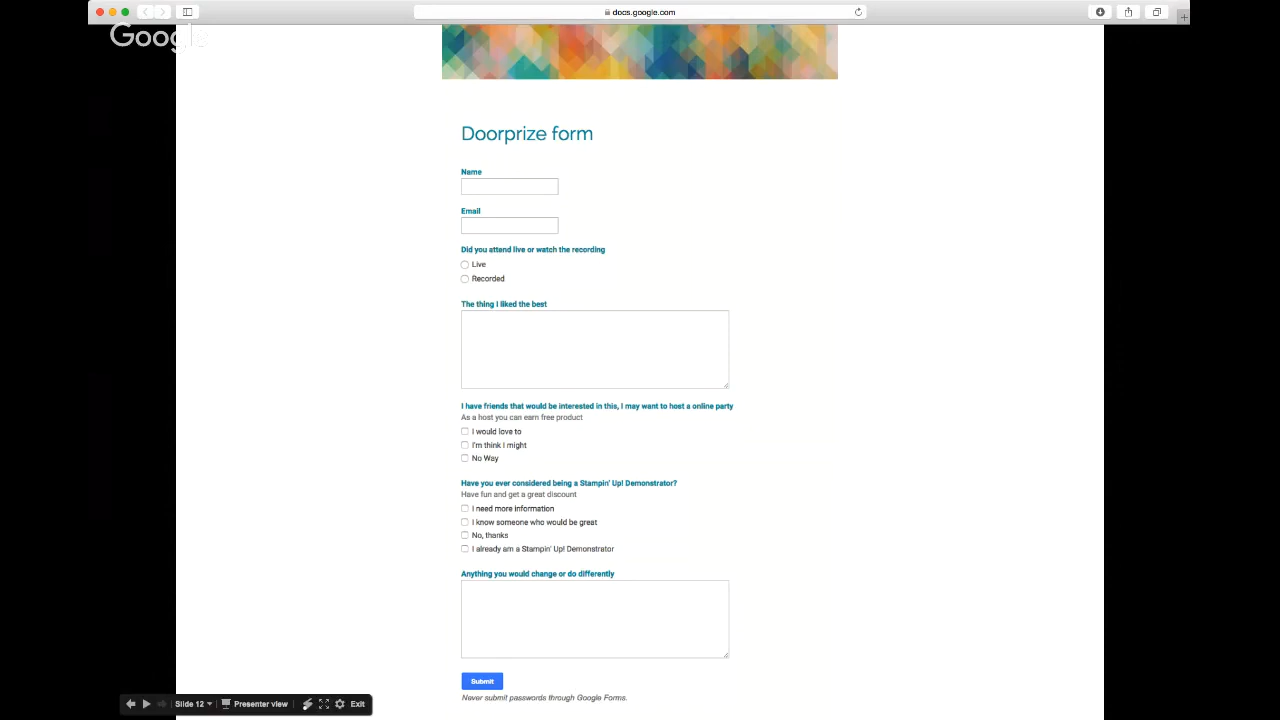 docs.google.com
Google
Doorprize form
Name
Email
Did you attend live or watch the recording
Live
Recorded
The thing I liked the best
I have friends that would be interested in this, I may want to host a online party
As a host you can earn free product
I would love to
I'm think I might
No Way
Have you ever considered being a Stampin' Up! Demonstrator?
Have fun and get a great discount
I need more information
I know someone who would be great
No, thanks
I already am a Stampin' Up! Demonstrator
Anything you would change or do differently
Submit
Never submit passwords through Google Forms.
Slide 12 Presenter view Exit